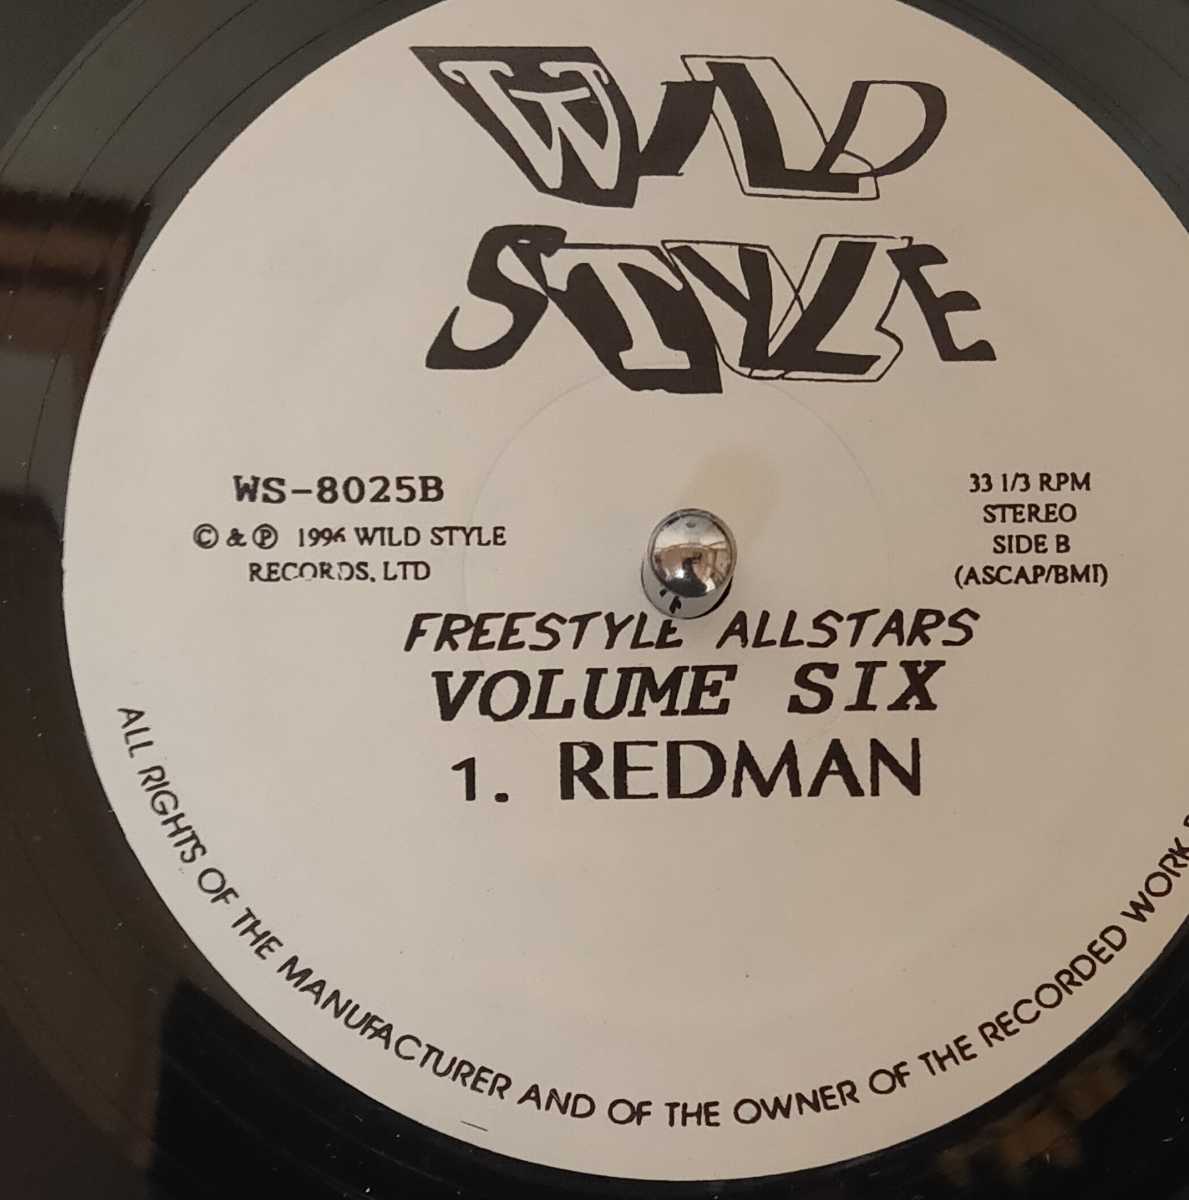 WILD
STYLE
WS-8025B
© & ℗ 1996 WILD STYLE
RECORDS, LTD
33 1/3 RPM
STEREO
SIDE B
(ASCAP/BMI)
FREESTYLE ALLSTARS
VOLUME SIX
1. REDMAN
ALL RIGHTS OF THE MANUFACTURER AND OF THE OWNER OF THE RECORDED WORK